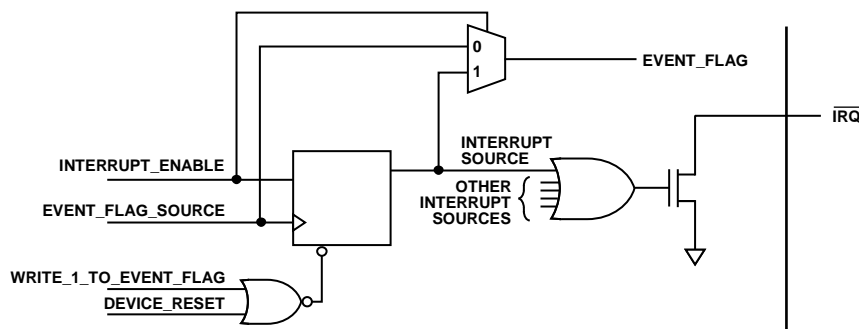 0
EVENT_FLAG
1
IRQ
INTERRUPT
SOURCE
INTERRUPT_ENABLE
OTHER
INTERRUPT
SOURCES
EVENT_FLAG_SOURCE
WRITE_1_TO_EVENT_FLAG
DEVICE_RESET